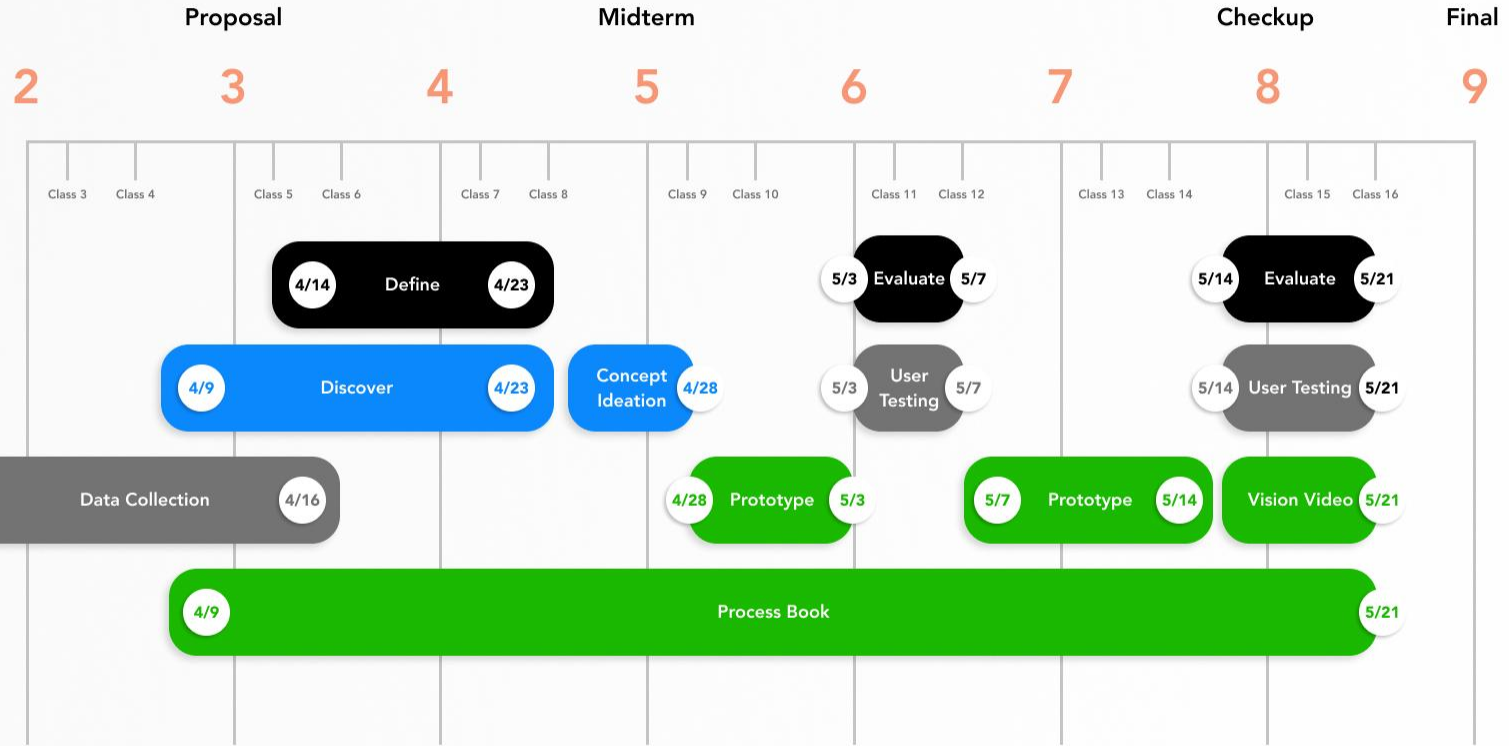 Proposal Midterm Checkup Final
2 3 4 5 6 7 8 9
Class 3 Class 4 Class 5 Class 6 Class 7 Class 8 Class 9 Class 10 Class 11 Class 12 Class 13 Class 14 Class 15 Class 16
4/14 Define 4/23
5/3 Evaluate 5/7
5/14 Evaluate 5/21
4/9 Discover 4/23
Concept
Ideation
4/28
5/3
User
Testing
5/7
5/14 User Testing 5/21
Data Collection 4/16
4/28 Prototype 5/3
5/7 Prototype 5/14
Vision Video 5/21
4/9 Process Book 5/21